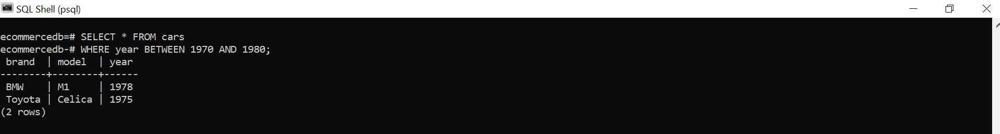 SQL Shell (psql)
ecommercedb=# SELECT * FROM cars
ecommercedb-# WHERE year BETWEEN 1970 AND 1980;
 brand  | model  | year
--------+--------+------
 BMW    | M1     | 1978
 Toyota | Celica | 1975
(2 rows)